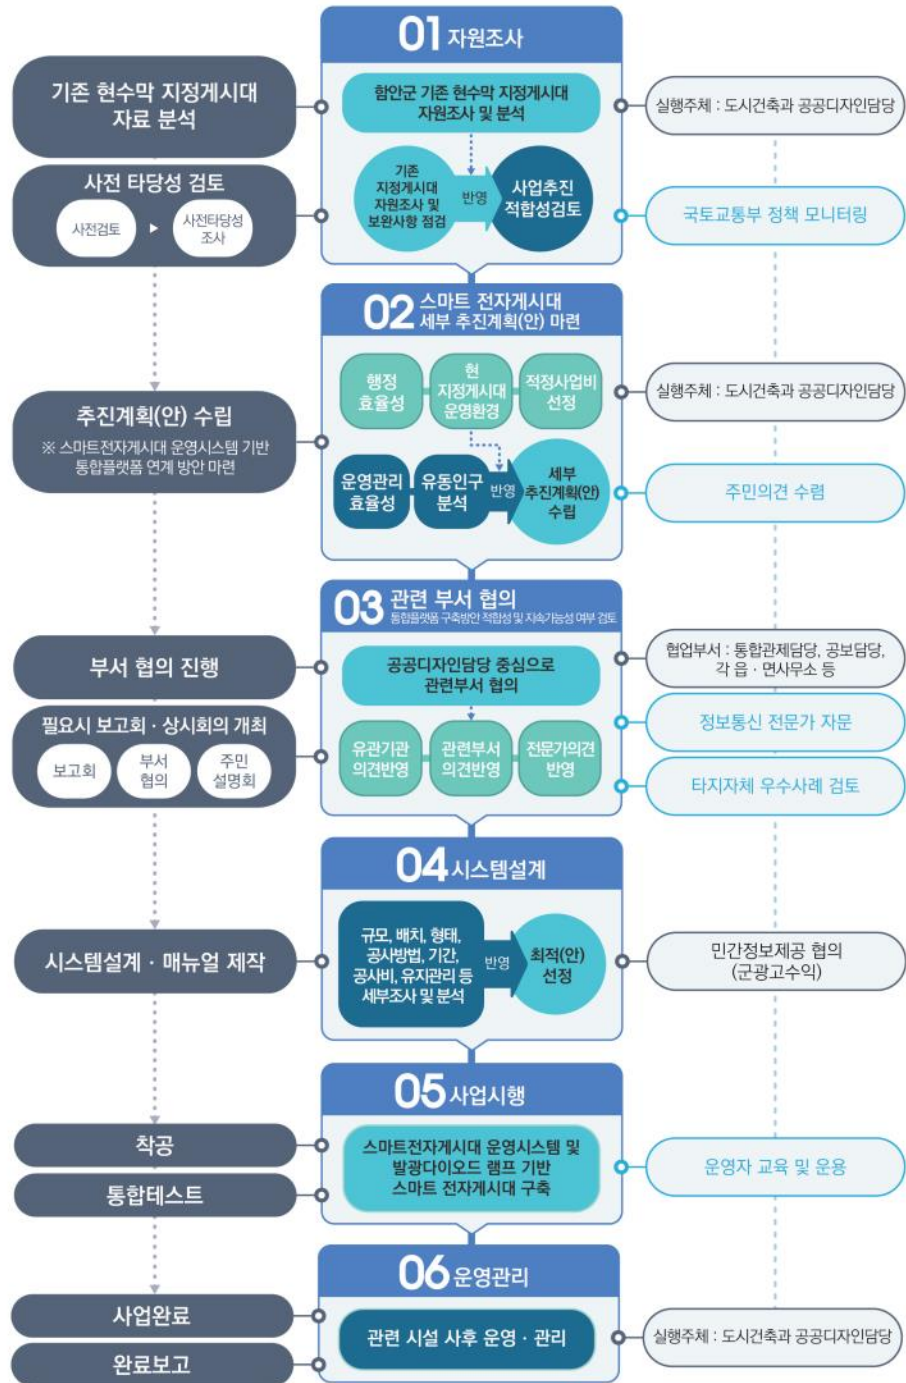 01 자원조사
기존 현수막 지정게시대
자료 분석
함안군 기존 현수막 지정게시대
자원조사 및 분석
실행주체 : 도시건축과 공공디자인담당
사전 타당성 검토
사전검토
사전타당성
조사
기존
지정게시대
자원조사 및
보완사항 점검
반영
사업추진
적합성검토
국토교통부 정책 모니터링
02 스마트 전자게시대
세부 추진계획(안) 마련
행정
효율성
현
지정게시대
운영환경
적정사업비
선정
실행주체 : 도시건축과 공공디자인담당
추진계획(안) 수립
※ 스마트전자게시대 운영시스템 기반
통합플랫폼 연계 방안 마련
운영관리
효율성
유동인구
분석
반영
세부
추진계획(안)
수립
주민의견 수렴
03 관련 부서 협의
통합플랫폼 구축방안 적합성 및 지속가능성 여부 검토
부서 협의 진행
공공디자인담당 중심으로
관련부서 협의
협업부서 : 통합관제담당, 공보담당,
각 읍 · 면사무소 등
필요시 보고회 · 상시회의 개최
보고회
부서
협의
주민
설명회
유관기관
의견반영
관련부서
의견반영
전문가의견
반영
정보통신 전문가 자문
타지자체 우수사례 검토
04 시스템설계
시스템설계 · 매뉴얼 제작
규모, 배치, 형태,
공사방법, 기간,
공사비, 유지관리 등
세부조사 및 분석
반영
최적(안)
선정
민간정보제공 협의
(군광고수익)
05 사업시행
착공
통합테스트
스마트전자게시대 운영시스템 및
발광다이오드 램프 기반
스마트 전자게시대 구축
운영자 교육 및 운용
06 운영관리
사업완료
완료보고
관련 시설 사후 운영 · 관리
실행주체 : 도시건축과 공공디자인담당